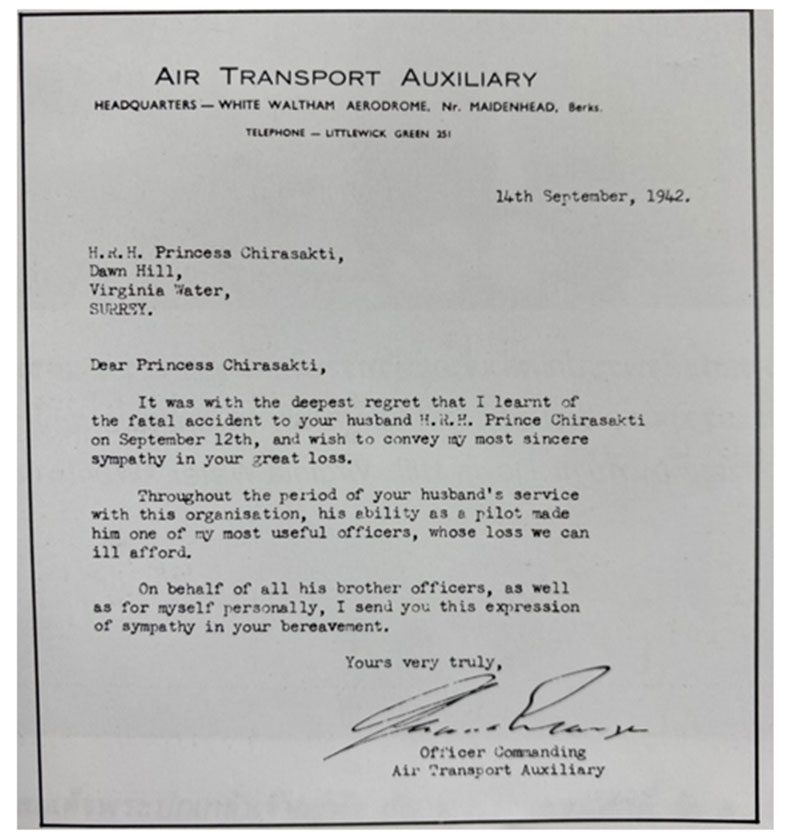 AIR TRANSPORT AUXILIARY
HEADQUARTERS — WHITE WALTHAM AERODROME, Nr. MAIDENHEAD, Berks.
TELEPHONE — LITTLEWICK GREEN 251
14th September, 1942.
H.R.H. Princess Chirasakti,
Dawn Hill,
Virginia Water,
SURREY.
Dear Princess Chirasakti,
It was with the deepest regret that I learnt of
the fatal accident to your husband H.R.H. Prince Chirasakti
on September 12th, and wish to convey my most sincere
sympathy in your great loss.
Throughout the period of your husband's service
with this organisation, his ability as a pilot made
him one of my most useful officers, whose loss we can
ill afford.
On behalf of all his brother officers, as well
as for myself personally, I send you this expression
of sympathy in your bereavement.
Yours very truly,
Officer Commanding
Air Transport Auxiliary